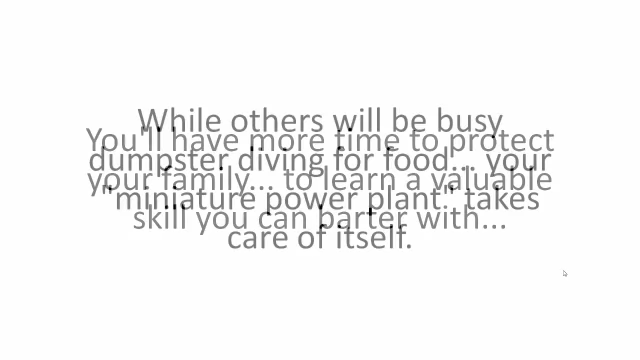 While others will be busy
You'll have more time to protect
dumpster diving for food... your
your family... to learn a valuable
"miniature power plant" takes
skill you can barter with...
care of itself.